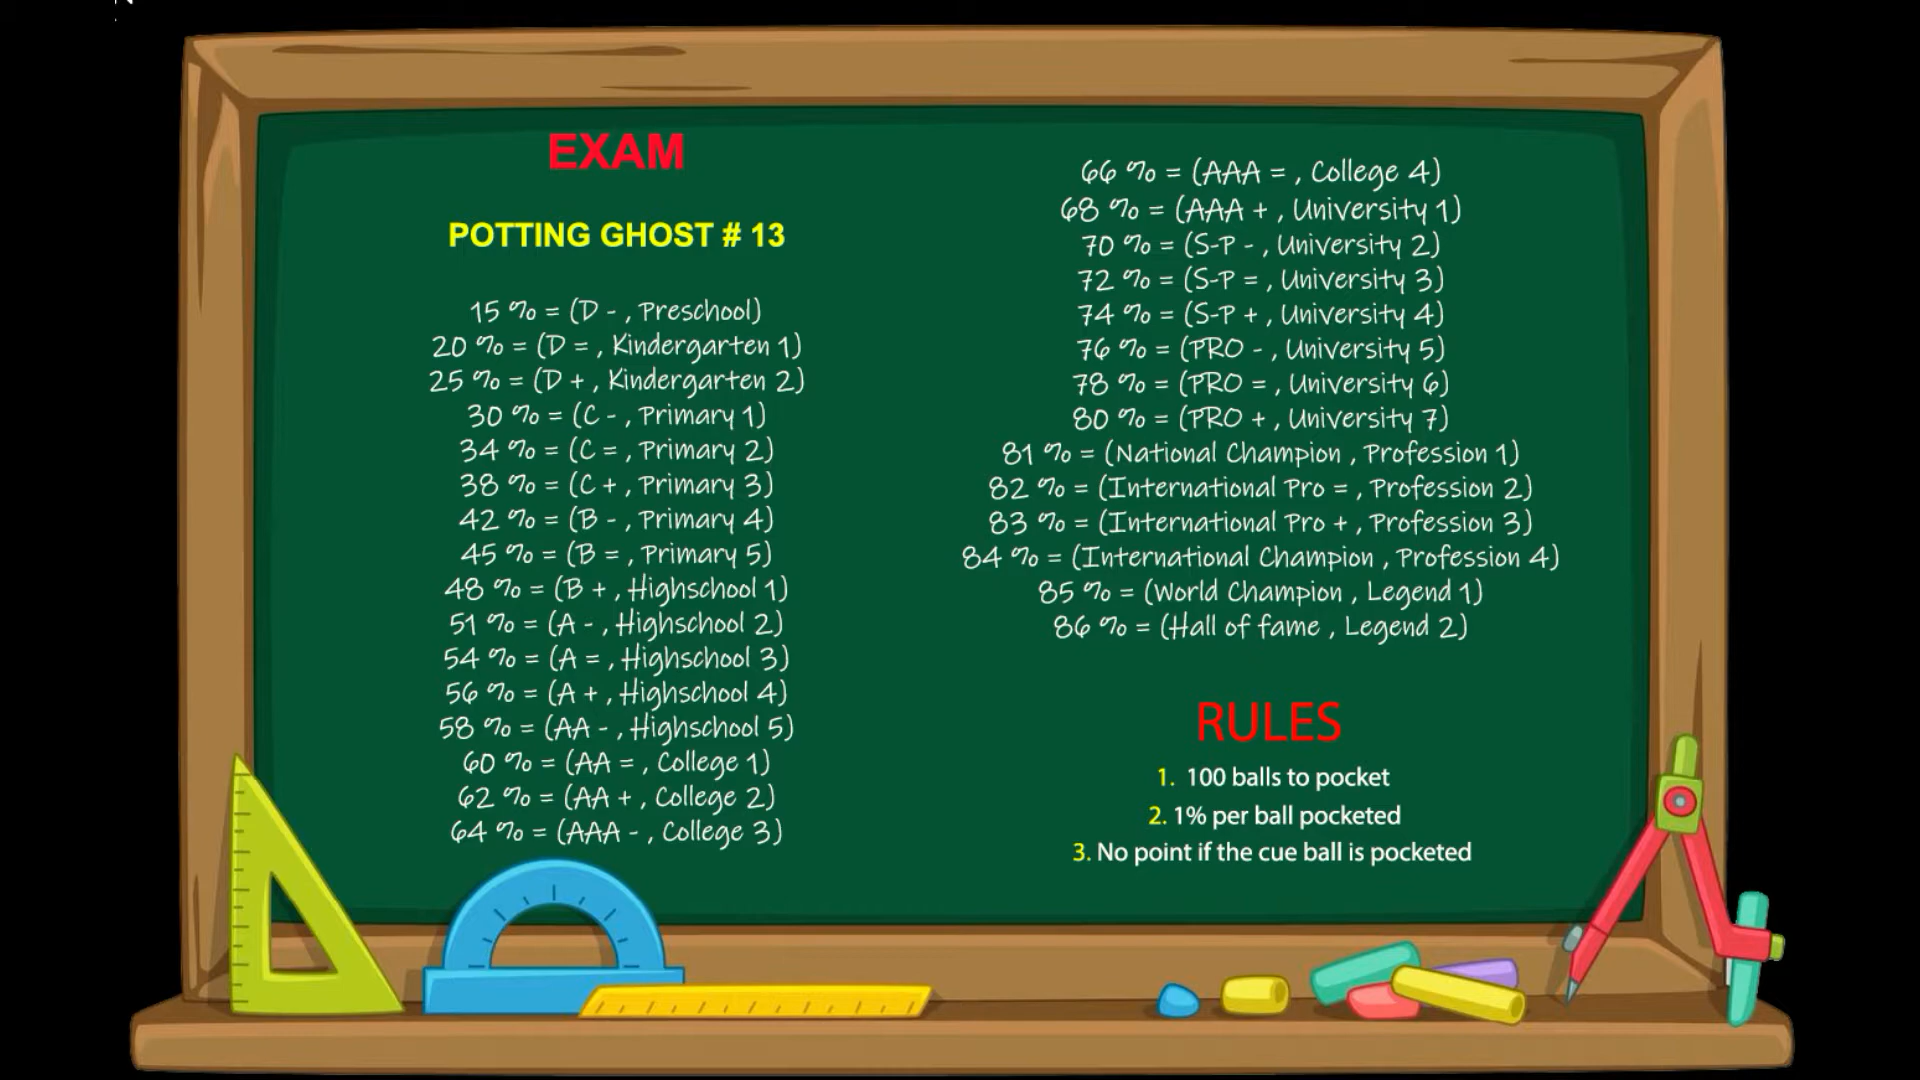 EXAM
POTTING GHOST # 13
15 % = (D - , Preschool)
20 % = (D = , Kindergarten 1)
25 % = (D + , Kindergarten 2)
30 % = (C - , Primary 1)
34 % = (C = , Primary 2)
38 % = (C + , Primary 3)
42 % = (B - , Primary 4)
45 % = (B = , Primary 5)
48 % = (B + , Highschool 1)
51 % = (A - , Highschool 2)
54 % = (A = , Highschool 3)
56 % = (A + , Highschool 4)
58 % = (AA - , Highschool 5)
60 % = (AA = , College 1)
62 % = (AA + , College 2)
64 % = (AAA - , College 3)
66 % = (AAA = , College 4)
68 % = (AAA + , University 1)
70 % = (S-P - , University 2)
72 % = (S-P = , University 3)
74 % = (S-P + , University 4)
76 % = (PRO - , University 5)
78 % = (PRO = , University 6)
80 % = (PRO + , University 7)
81 % = (National Champion , Profession 1)
82 % = (International Pro = , Profession 2)
83 % = (International Pro + , Profession 3)
84 % = (International Champion , Profession 4)
85 % = (World Champion , Legend 1)
86 % = (Hall of fame , Legend 2)
RULES
1. 100 balls to pocket
2. 1% per ball pocketed
3. No point if the cue ball is pocketed